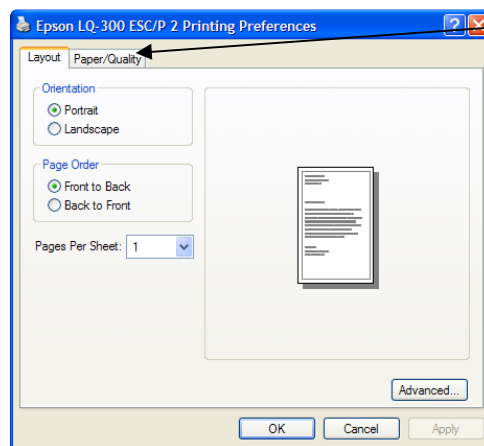 Epson LQ-300 ESC/P 2 Printing Preferences
Layout Paper/Quality
Orientation
Portrait
Landscape
Page Order
Front to Back
Back to Front
Pages Per Sheet: 1
Advanced...
OK Cancel Apply